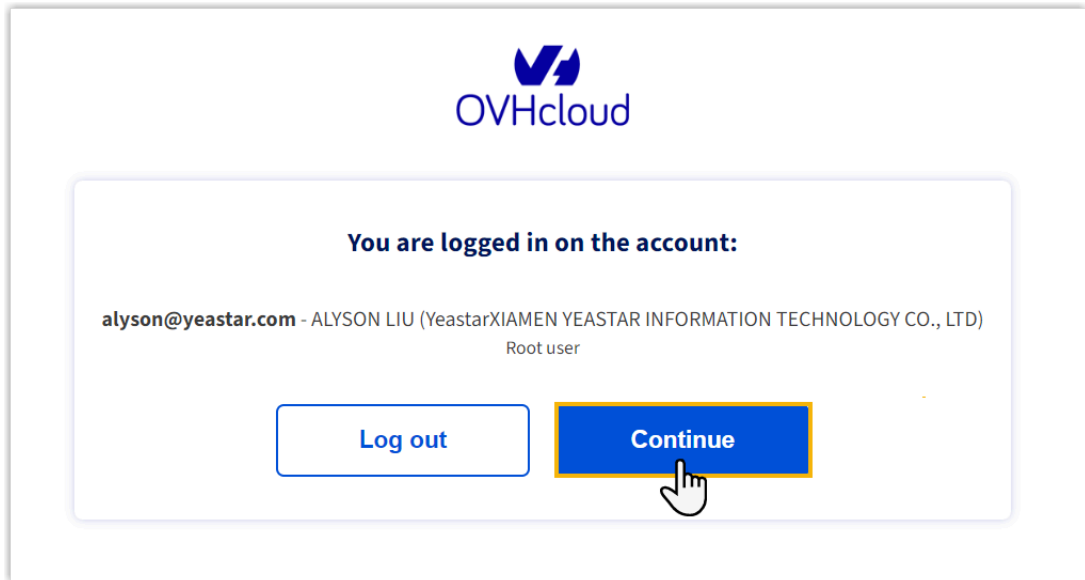 OVHcloud
You are logged in on the account:
alyson@yeastar.com - ALYSON LIU (YeastarXIAMEN YEASTAR INFORMATION TECHNOLOGY CO., LTD)
Root user
Log out
Continue